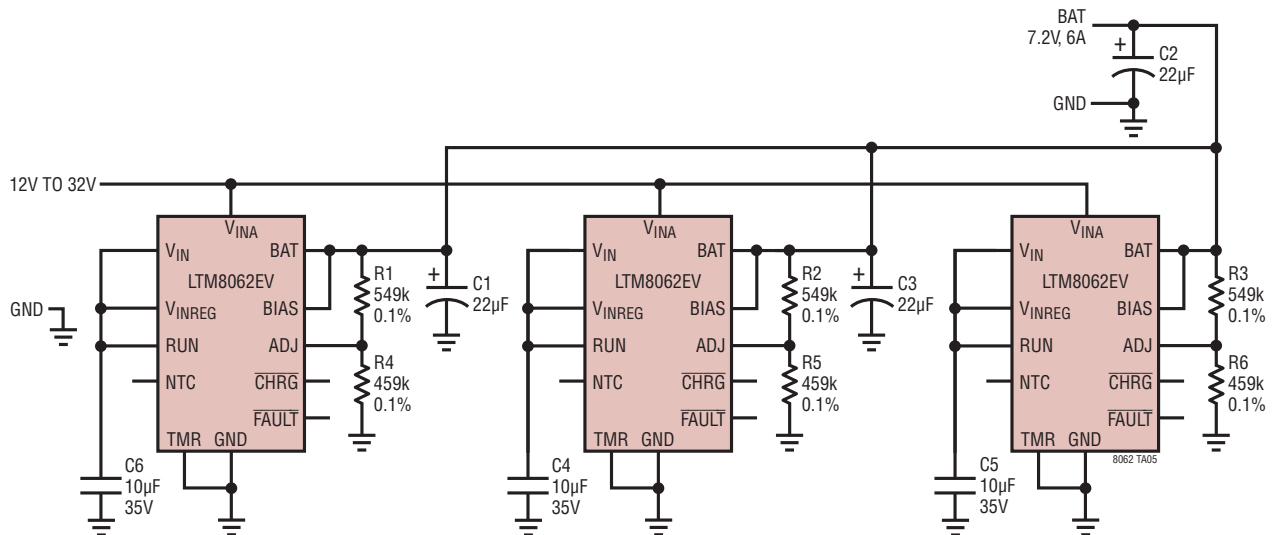 BAT
7.2V, 6A
+
C2
22µF
GND
12V TO 32V
GND
VINA
VIN
BAT
LTM8062EV
VINREG
BIAS
RUN
ADJ
NTC
CHRG
FAULT
TMR GND
R1
549k
0.1%
R4
459k
0.1%
+
C1
22µF
C6
10µF
35V
VINA
VIN
BAT
LTM8062EV
VINREG
BIAS
RUN
ADJ
NTC
CHRG
FAULT
TMR GND
R2
549k
0.1%
R5
459k
0.1%
+
C3
22µF
C4
10µF
35V
VINA
VIN
BAT
LTM8062EV
VINREG
BIAS
RUN
ADJ
NTC
CHRG
FAULT
TMR GND
8062 TA05
R3
549k
0.1%
R6
459k
0.1%
C5
10µF
35V